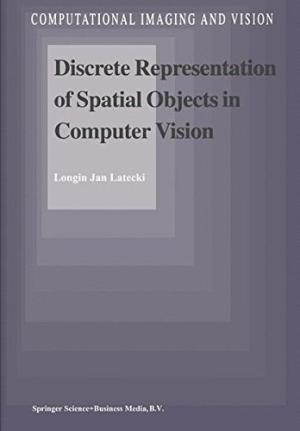 COMPUTATIONAL IMAGING AND VISION
Discrete Representation
of Spatial Objects in
Computer Vision
Longin Jan Latecki
Springer Science+Business Media, B.V.